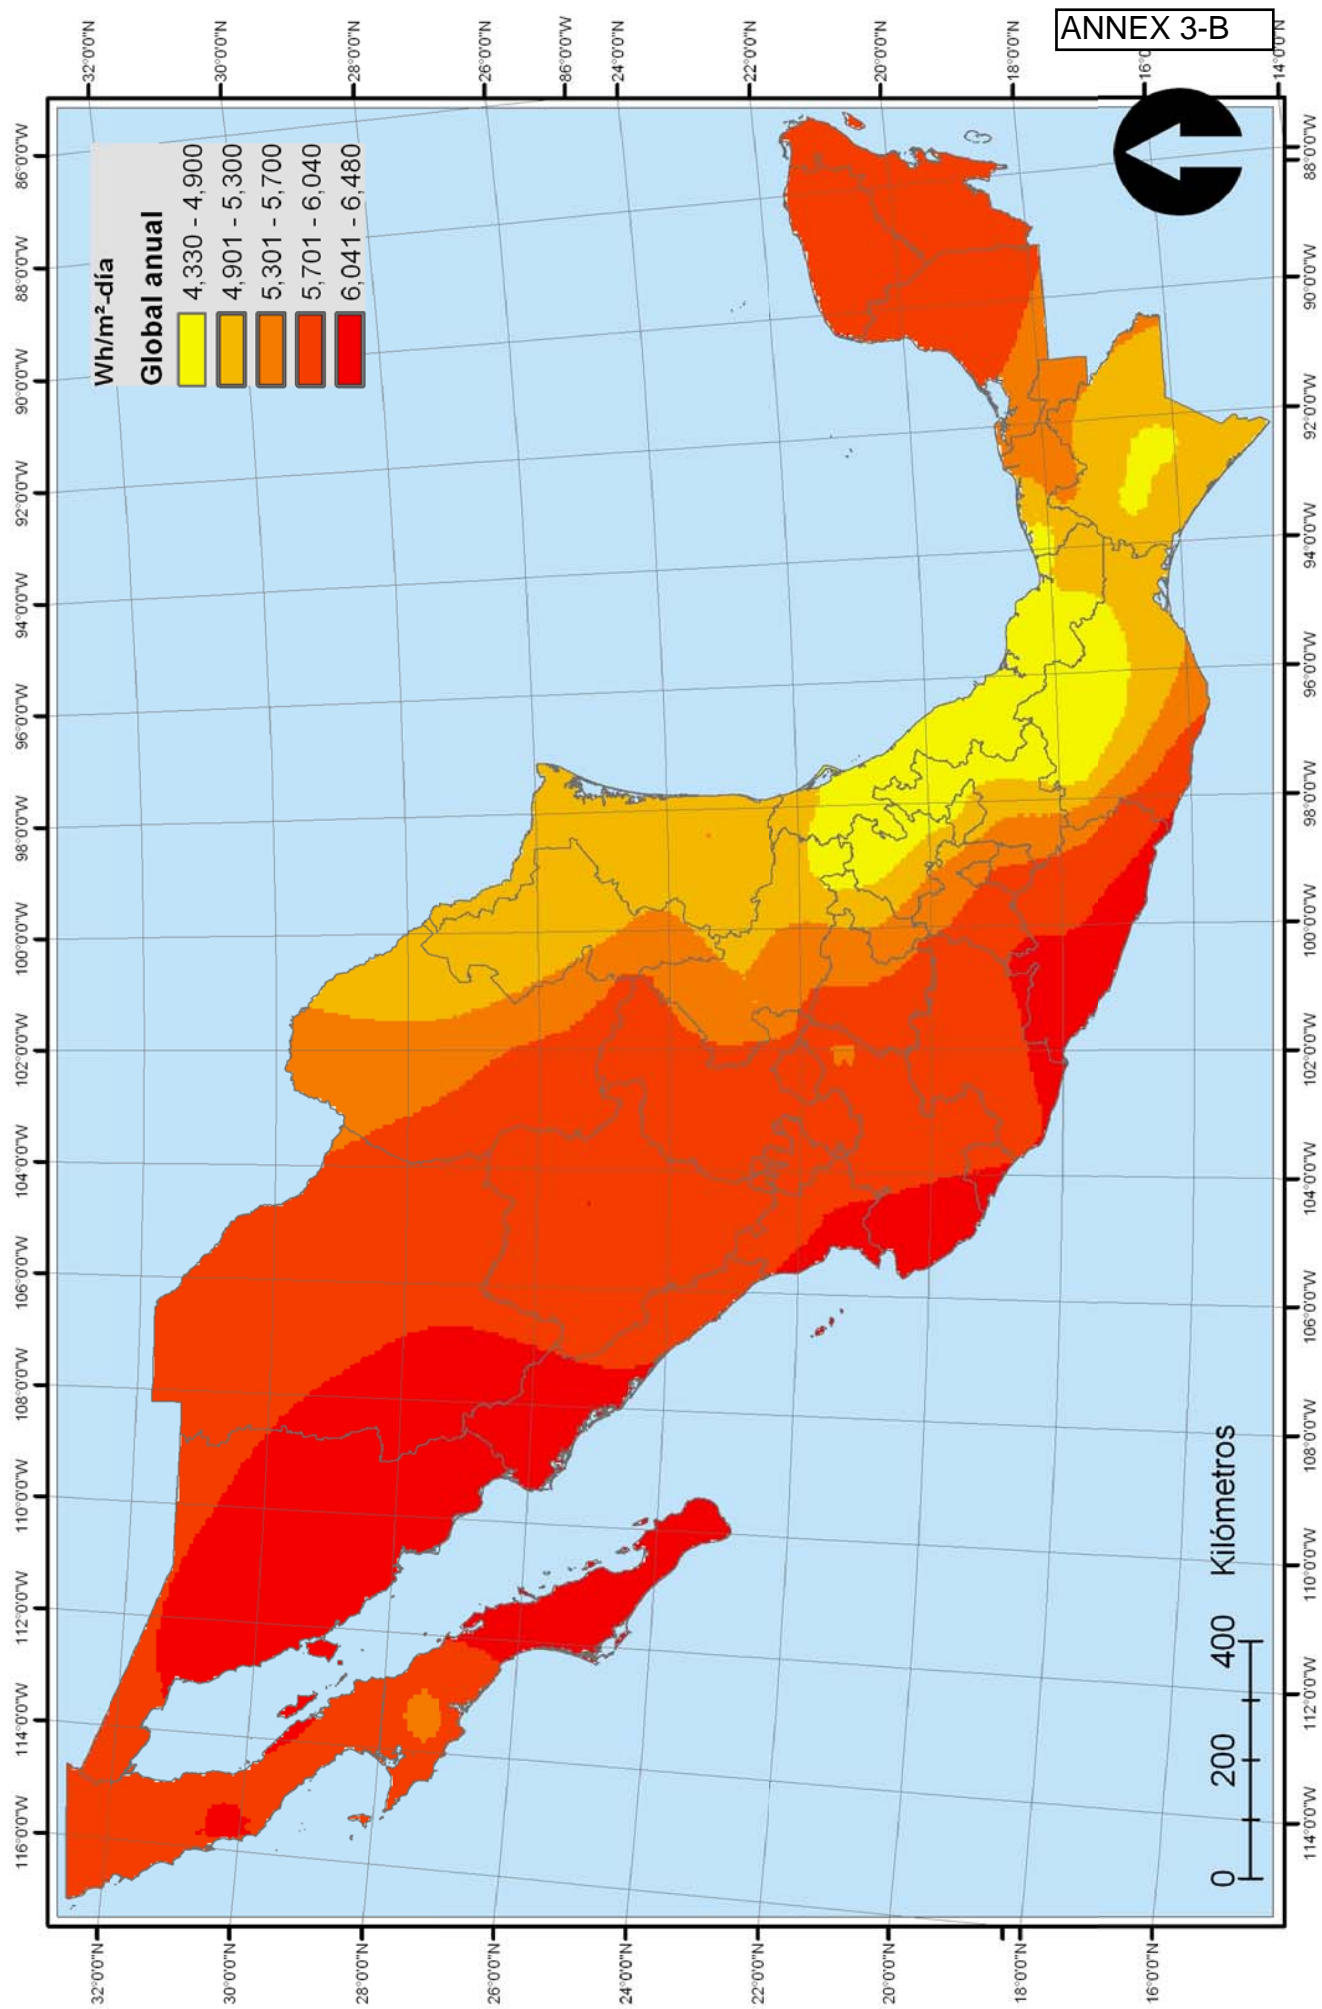 ANNEX 3-B
116°0'0"W
114°0'0"W
112°0'0"W
110°0'0"W
108°0'0"W
106°0'0"W
104°0'0"W
102°0'0"W
100°0'0"W
98°0'0"W
96°0'0"W
94°0'0"W
92°0'0"W
90°0'0"W
88°0'0"W
86°0'0"W
32°0'0"N
30°0'0"N
28°0'0"N
26°0'0"N
24°0'0"N
22°0'0"N
20°0'0"N
18°0'0"N
16°0'0"N
Wh/m²-día
Global anual
4,330 - 4,900
4,901 - 5,300
5,301 - 5,700
5,701 - 6,040
6,041 - 6,480
32°0'0"N
30°0'0"N
28°0'0"N
26°0'0"N
86°0'0"W
24°0'0"N
22°0'0"N
20°0'0"N
18°0'0"N
14°0'0"N
0 200 400 Kilómetros
114°0'0"W
112°0'0"W
110°0'0"W
108°0'0"W
106°0'0"W
104°0'0"W
102°0'0"W
100°0'0"W
98°0'0"W
96°0'0"W
94°0'0"W
92°0'0"W
90°0'0"W
88°0'0"W